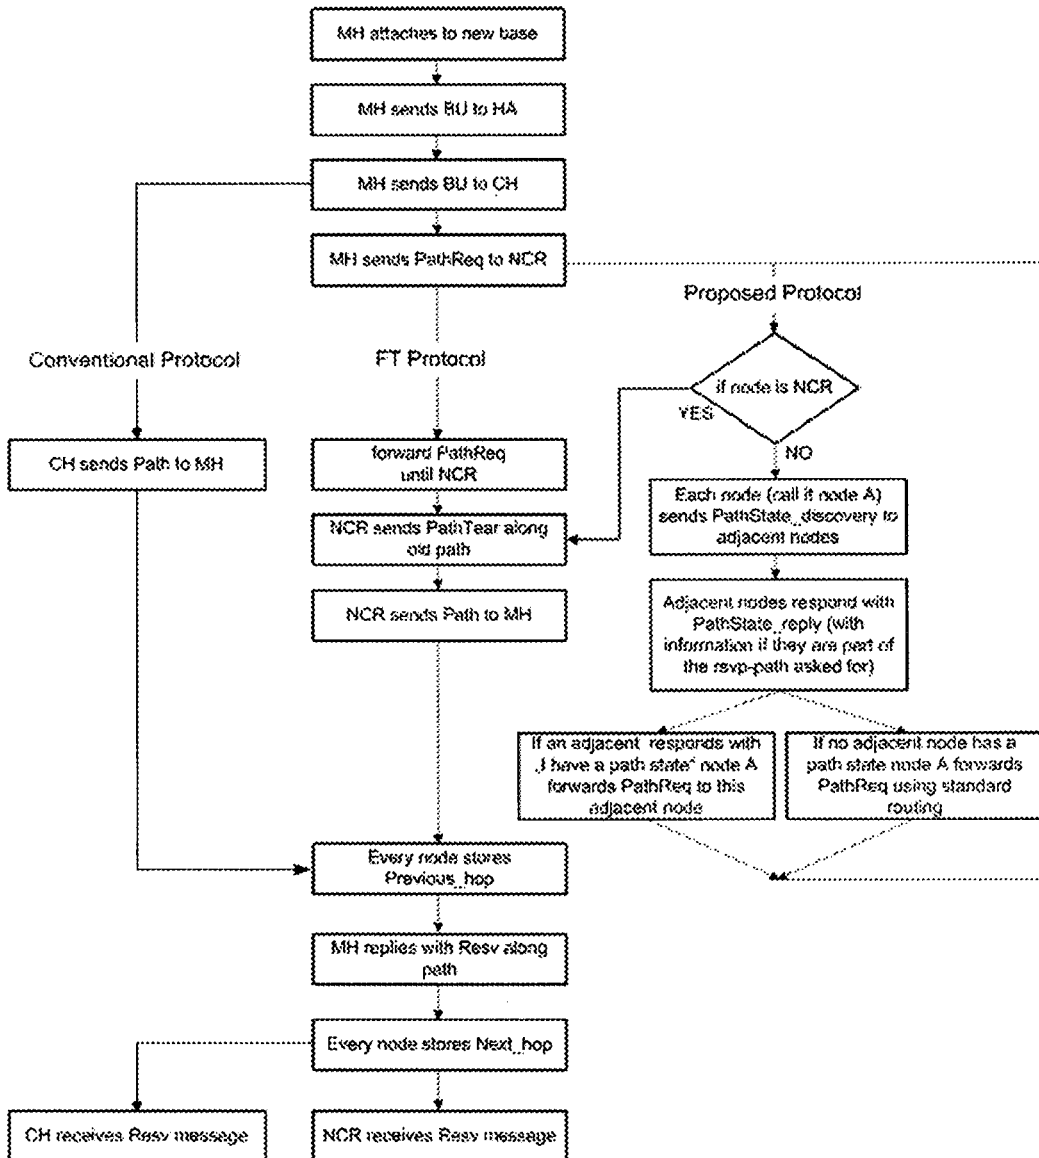 MH attaches to new base
MH sends BU to HA
MH sends BU to CH
MH sends PathReq to NCR
Proposed Protocol
Conventional Protocol
FT Protocol
if node is NCR
YES
NO
CH sends Path to MH
forward PathReq
until NCR
Each node (call it node A)
sends PathState_discovery to
adjacent nodes
NCR sends PathTear along
old path
NCR sends Path to MH
Adjacent nodes respond with
PathState_reply (with
information if they are part of
the rsvp-path asked for)
If an adjacent responds with
„I have a path state“ node A
forwards PathReq to this
adjacent node
If no adjacent node has a
path state node A forwards
PathReq using standard
routing
Every node stores
Previous_hop
MH replies with Resv along
path
Every node stores Next_hop
CH receives Resv message
NCR receives Resv message